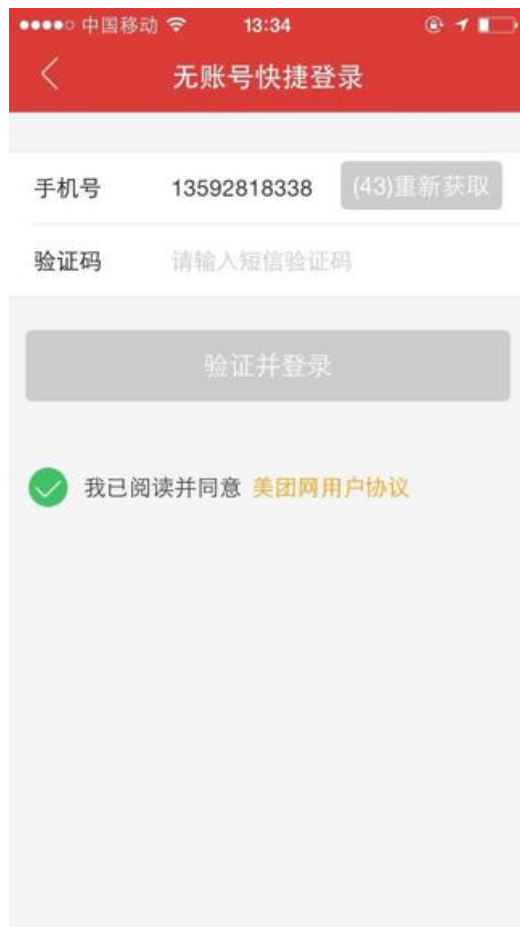 中国移动 13:34
无账号快捷登录
手机号 13592818338 (43)重新获取
验证码 请输入短信验证码
验证并登录
我已阅读并同意 美团网用户协议